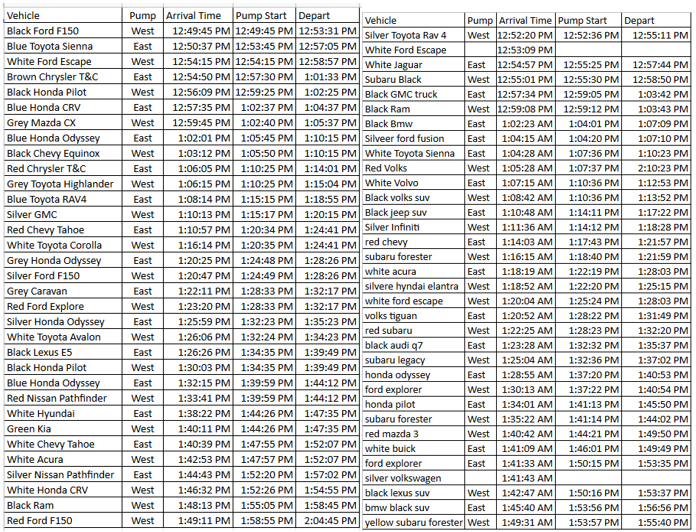 Vehicle Pump Arrival Time Pump Start Depart
Black Ford F150 West 12:49:45 PM 12:49:45 PM 12:53:31 PM
Blue Toyota Sienna East 12:50:37 PM 12:53:45 PM 12:57:05 PM
White Ford Escape West 12:54:15 PM 12:54:15 PM 12:58:57 PM
Brown Chrysler T&C East 12:54:50 PM 12:57:30 PM 1:01:33 PM
Black Honda Pilot West 12:56:09 PM 12:59:25 PM 1:02:25 PM
Blue Honda CRV East 12:57:35 PM 1:02:37 PM 1:04:37 PM
Grey Mazda CX West 12:59:45 PM 1:02:40 PM 1:05:37 PM
Blue Honda Odyssey East 1:02:01 PM 1:05:45 PM 1:10:15 PM
Black Chevy Equinox West 1:03:12 PM 1:05:50 PM 1:10:15 PM
Red Chrysler T&C East 1:06:05 PM 1:10:25 PM 1:14:01 PM
Grey Toyota Highlander West 1:06:15 PM 1:10:25 PM 1:15:04 PM
Blue Toyota RAV4 East 1:08:14 PM 1:15:15 PM 1:18:55 PM
Silver GMC West 1:10:13 PM 1:15:17 PM 1:20:15 PM
Red Chevy Tahoe East 1:10:57 PM 1:20:34 PM 1:24:41 PM
White Toyota Corolla West 1:16:14 PM 1:20:35 PM 1:24:41 PM
Grey Honda Odyssey East 1:20:25 PM 1:24:48 PM 1:28:26 PM
Silver Ford F150 West 1:20:47 PM 1:24:49 PM 1:28:26 PM
Grey Caravan East 1:22:11 PM 1:28:33 PM 1:32:17 PM
Red Ford Explore West 1:23:20 PM 1:28:33 PM 1:32:17 PM
Silver Honda Odyssey East 1:25:59 PM 1:32:23 PM 1:35:23 PM
White Toyota Avalon West 1:26:06 PM 1:32:24 PM 1:34:23 PM
Black Lexus E5 East 1:26:26 PM 1:34:35 PM 1:39:49 PM
Black Honda Pilot West 1:30:03 PM 1:34:35 PM 1:39:49 PM
Blue Honda Odyssey East 1:32:15 PM 1:39:59 PM 1:44:12 PM
Red Nissan Pathfinder West 1:33:41 PM 1:39:59 PM 1:44:12 PM
White Hyundai East 1:38:22 PM 1:44:26 PM 1:47:35 PM
Green Kia West 1:40:11 PM 1:44:26 PM 1:47:35 PM
White Chevy Tahoe East 1:40:39 PM 1:47:55 PM 1:52:07 PM
White Acura West 1:42:53 PM 1:47:57 PM 1:52:07 PM
Silver Nissan Pathfinder East 1:44:43 PM 1:52:20 PM 1:57:02 PM
White Honda CRV West 1:46:32 PM 1:52:26 PM 1:54:55 PM
Black Ram West 1:48:13 PM 1:55:05 PM 1:58:45 PM
Red Ford F150 West 1:49:11 PM 1:58:55 PM 2:04:45 PM
Vehicle Pump Arrival Time Pump Start Depart
Silver Toyota Rav 4 West 12:52:20 PM 12:52:36 PM 12:55:11 PM
White Ford Escape 12:53:09 PM
White Jaguar East 12:54:57 PM 12:55:25 PM 12:57:44 PM
Subaru Black West 12:55:01 PM 12:55:30 PM 12:58:50 PM
Black GMC truck East 12:57:34 PM 12:59:05 PM 1:03:42 PM
Black Ram West 12:59:08 PM 12:59:12 PM 1:03:43 PM
Black Bmw East 1:02:23 AM 1:04:01 PM 1:07:09 PM
Silveer ford fusion East 1:04:15 AM 1:04:20 PM 1:07:10 PM
White Toyota Sienna East 1:04:28 AM 1:07:36 PM 1:10:23 PM
Red Volks West 1:05:28 AM 1:07:37 PM 2:10:23 PM
White Volvo East 1:07:15 AM 1:10:36 PM 1:12:53 PM
Black volks suv West 1:08:42 AM 1:10:36 PM 1:13:52 PM
Black jeep suv East 1:10:48 AM 1:14:11 PM 1:17:22 PM
Silver Infiniti West 1:11:36 AM 1:14:12 PM 1:18:28 PM
red chevy East 1:14:03 AM 1:17:43 PM 1:21:57 PM
subaru forester West 1:16:15 AM 1:18:40 PM 1:21:59 PM
white acura East 1:18:19 AM 1:22:19 PM 1:28:03 PM
silvere hyndai elantra West 1:18:52 AM 1:22:20 PM 1:25:15 PM
white ford escape West 1:20:04 AM 1:25:24 PM 1:28:03 PM
volks tiguan East 1:20:52 AM 1:28:22 PM 1:31:49 PM
red subaru West 1:22:25 AM 1:28:23 PM 1:32:20 PM
black audi q7 East 1:23:28 AM 1:32:32 PM 1:35:37 PM
subaru legacy West 1:25:04 AM 1:32:36 PM 1:37:02 PM
honda odyssey East 1:28:55 AM 1:37:20 PM 1:40:53 PM
ford explorer West 1:30:13 AM 1:37:22 PM 1:40:54 PM
honda pilot East 1:34:01 AM 1:41:13 PM 1:45:50 PM
subaru forester West 1:35:22 AM 1:41:14 PM 1:44:02 PM
red mazda 3 West 1:40:42 AM 1:44:21 PM 1:49:50 PM
white buick East 1:41:09 AM 1:46:01 PM 1:49:49 PM
ford explorer East 1:41:33 AM 1:50:15 PM 1:53:35 PM
silver volkswagen 1:41:43 AM
black lexus suv West 1:42:47 AM 1:50:16 PM 1:53:37 PM
bmw black suv East 1:45:40 AM 1:53:56 PM 1:56:56 PM
yellow subaru forester West 1:49:31 AM 1:53:57 PM 1:55:40 PM